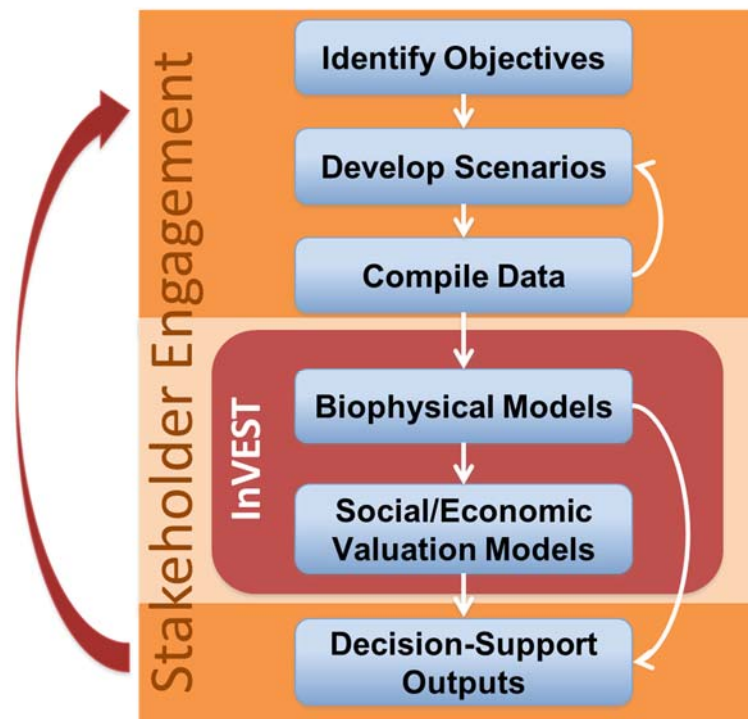 Stakeholder Engagement
Identify Objectives
Develop Scenarios
Compile Data
InVEST
Biophysical Models
Social/Economic
Valuation Models
Decision-Support
Outputs